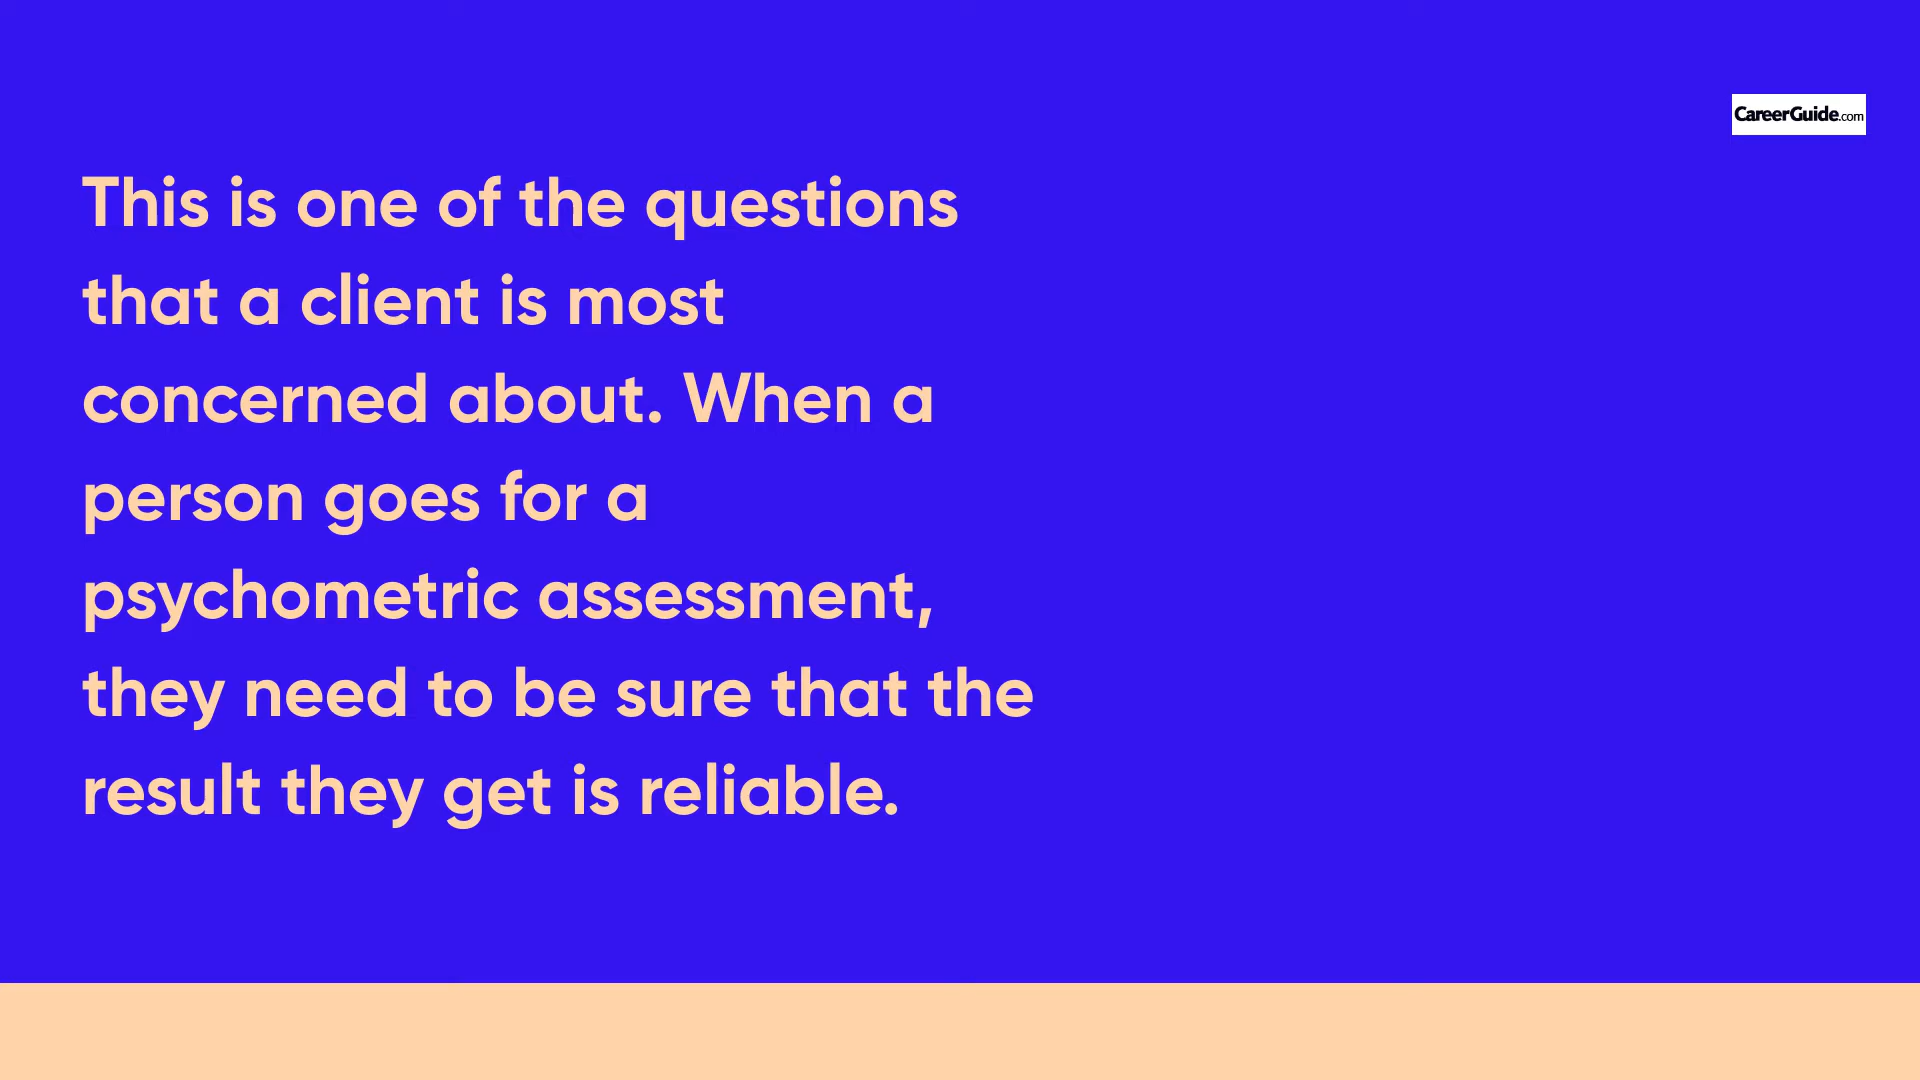 CareerGuide.com
This is one of the questions
that a client is most
concerned about. When a
person goes for a
psychometric assessment,
they need to be sure that the
result they get is reliable.